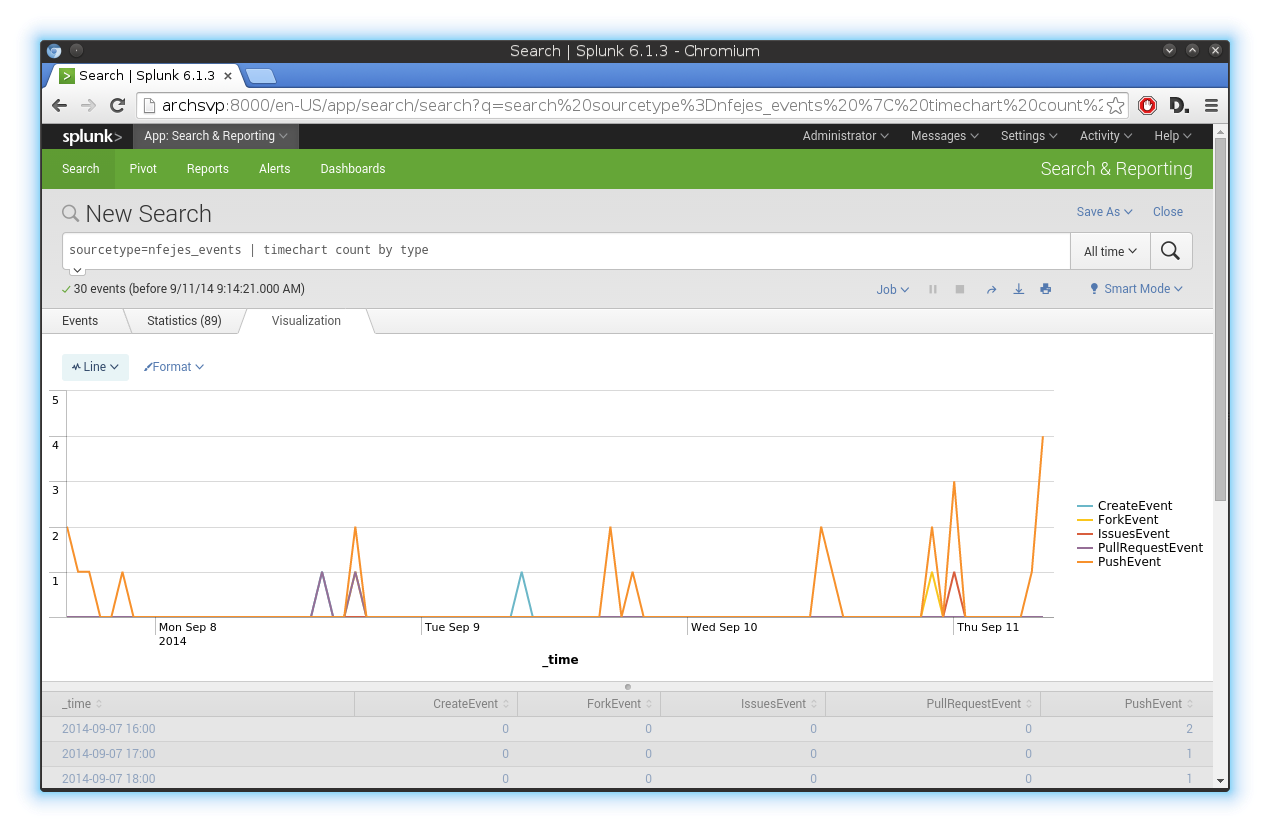 Search | Splunk 6.1.3 - Chromium
Search | Splunk 6.1.3 ×
archsvp:8000/en-US/app/search/search?q=search%20sourcetype%3Dnfejes_events%20%7C%20timechart%20count%2
splunk> App: Search & Reporting Administrator Messages Settings Activity Help
Search Pivot Reports Alerts Dashboards Search & Reporting
New Search Save As Close
sourcetype=nfejes_events | timechart count by type All time
30 events (before 9/11/14 9:14:21.000 AM) Job Smart Mode
Events Statistics (89) Visualization
Line Format
5
4
3
2
1
Mon Sep 8 Tue Sep 9 Wed Sep 10 Thu Sep 11
2014
_time
CreateEvent
ForkEvent
IssuesEvent
PullRequestEvent
PushEvent
_time CreateEvent ForkEvent IssuesEvent PullRequestEvent PushEvent
2014-09-07 16:00 0 0 0 0 2
2014-09-07 17:00 0 0 0 0 1
2014-09-07 18:00 0 0 0 0 1